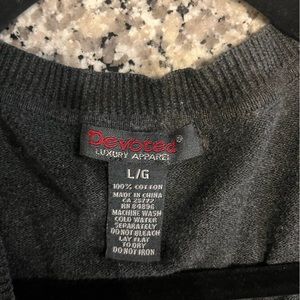 Devoted®
LUXURY APPAREL
L/G
100% COTTON
MADE IN CHINA
CA 25772
RN 84896
MACHINE WASH
COLD WATER
SEPARATELY
DO NOT BLEACH
LAY FLAT
TO DRY
DO NOT IRON